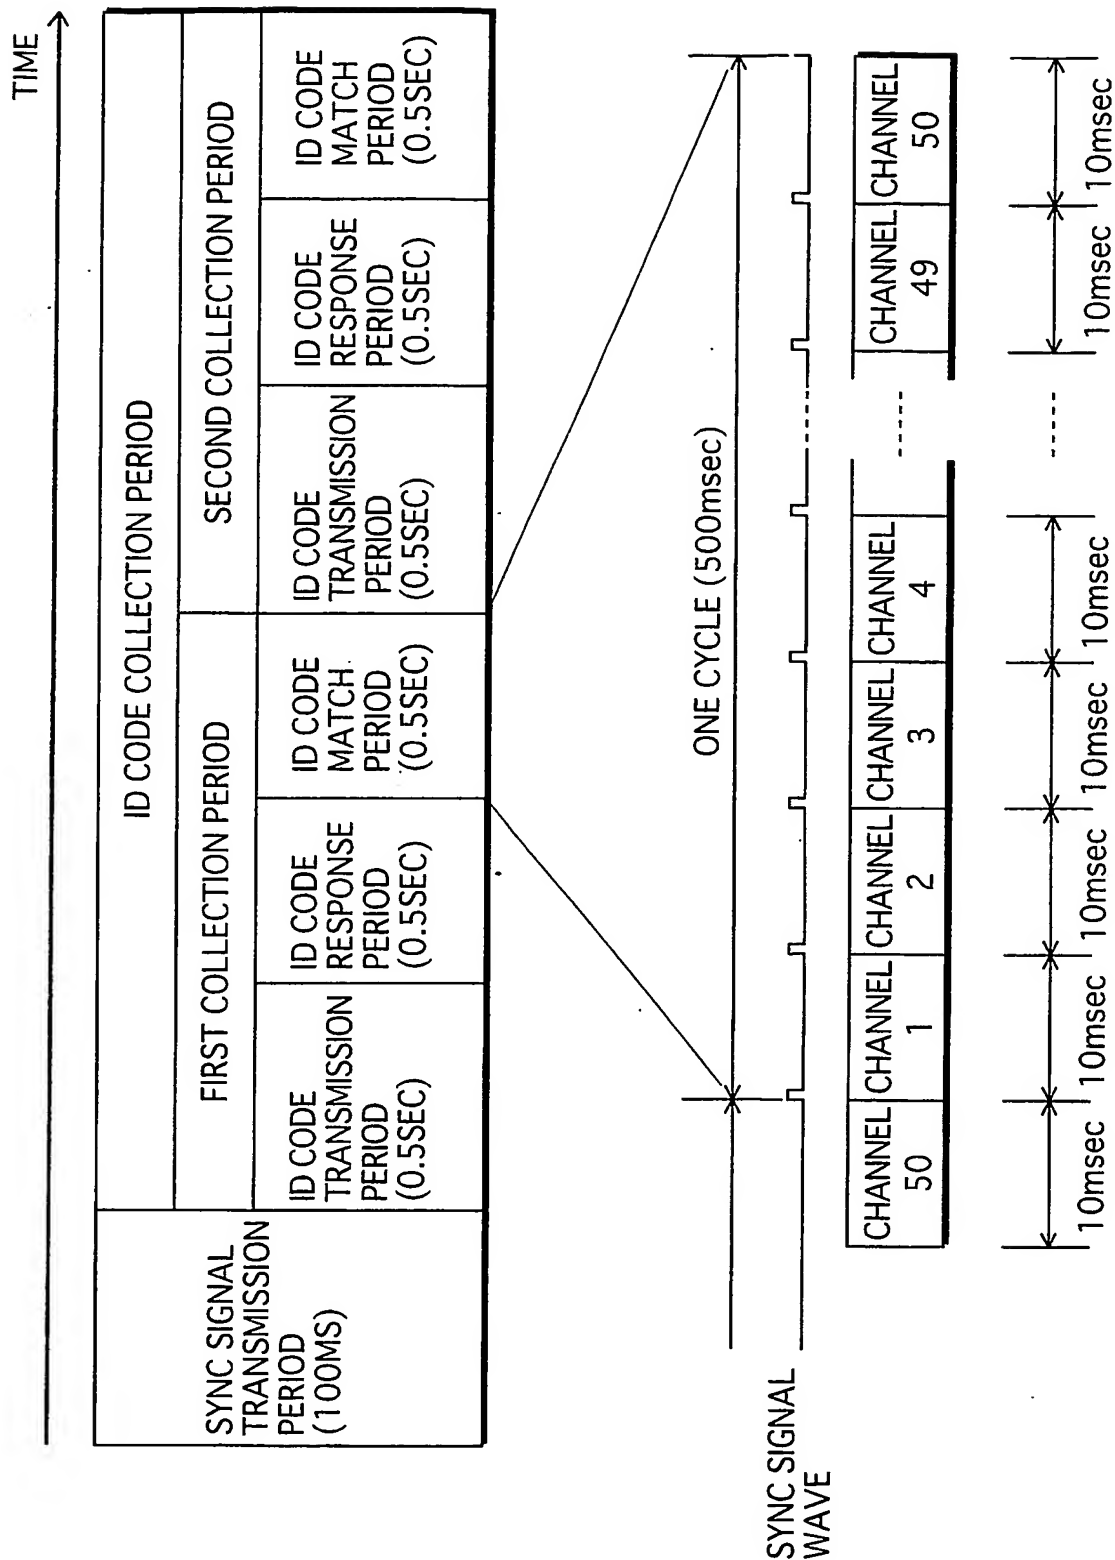 TIME
ID CODE COLLECTION PERIOD
FIRST COLLECTION PERIOD
SECOND COLLECTION PERIOD
SYNC SIGNAL
TRANSMISSION
PERIOD
(100MS)
ID CODE
TRANSMISSION
PERIOD
(0.5SEC)
ID CODE
RESPONSE
PERIOD
(0.5SEC)
ID CODE
MATCH
PERIOD
(0.5SEC)
ID CODE
TRANSMISSION
PERIOD
(0.5SEC)
ID CODE
RESPONSE
PERIOD
(0.5SEC)
ID CODE
MATCH
PERIOD
(0.5SEC)
ONE CYCLE (500msec)
SYNC SIGNAL
WAVE
CHANNEL
50
CHANNEL
1
CHANNEL
2
CHANNEL
3
CHANNEL
4
CHANNEL
49
CHANNEL
50
10msec
10msec
10msec
10msec
10msec
10msec
10msec